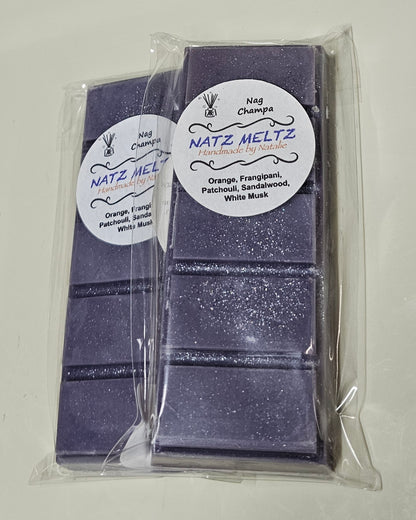 Nag
Champa
NATZ MELTZ
Handmade by Natalie
Orange, Frangi
Patchouli, Sanda
White Musk
Nag
Champa
NATZ MELTZ
Handmade by Natalie
Orange, Frangipani,
Patchouli, Sandalwood,
White Musk